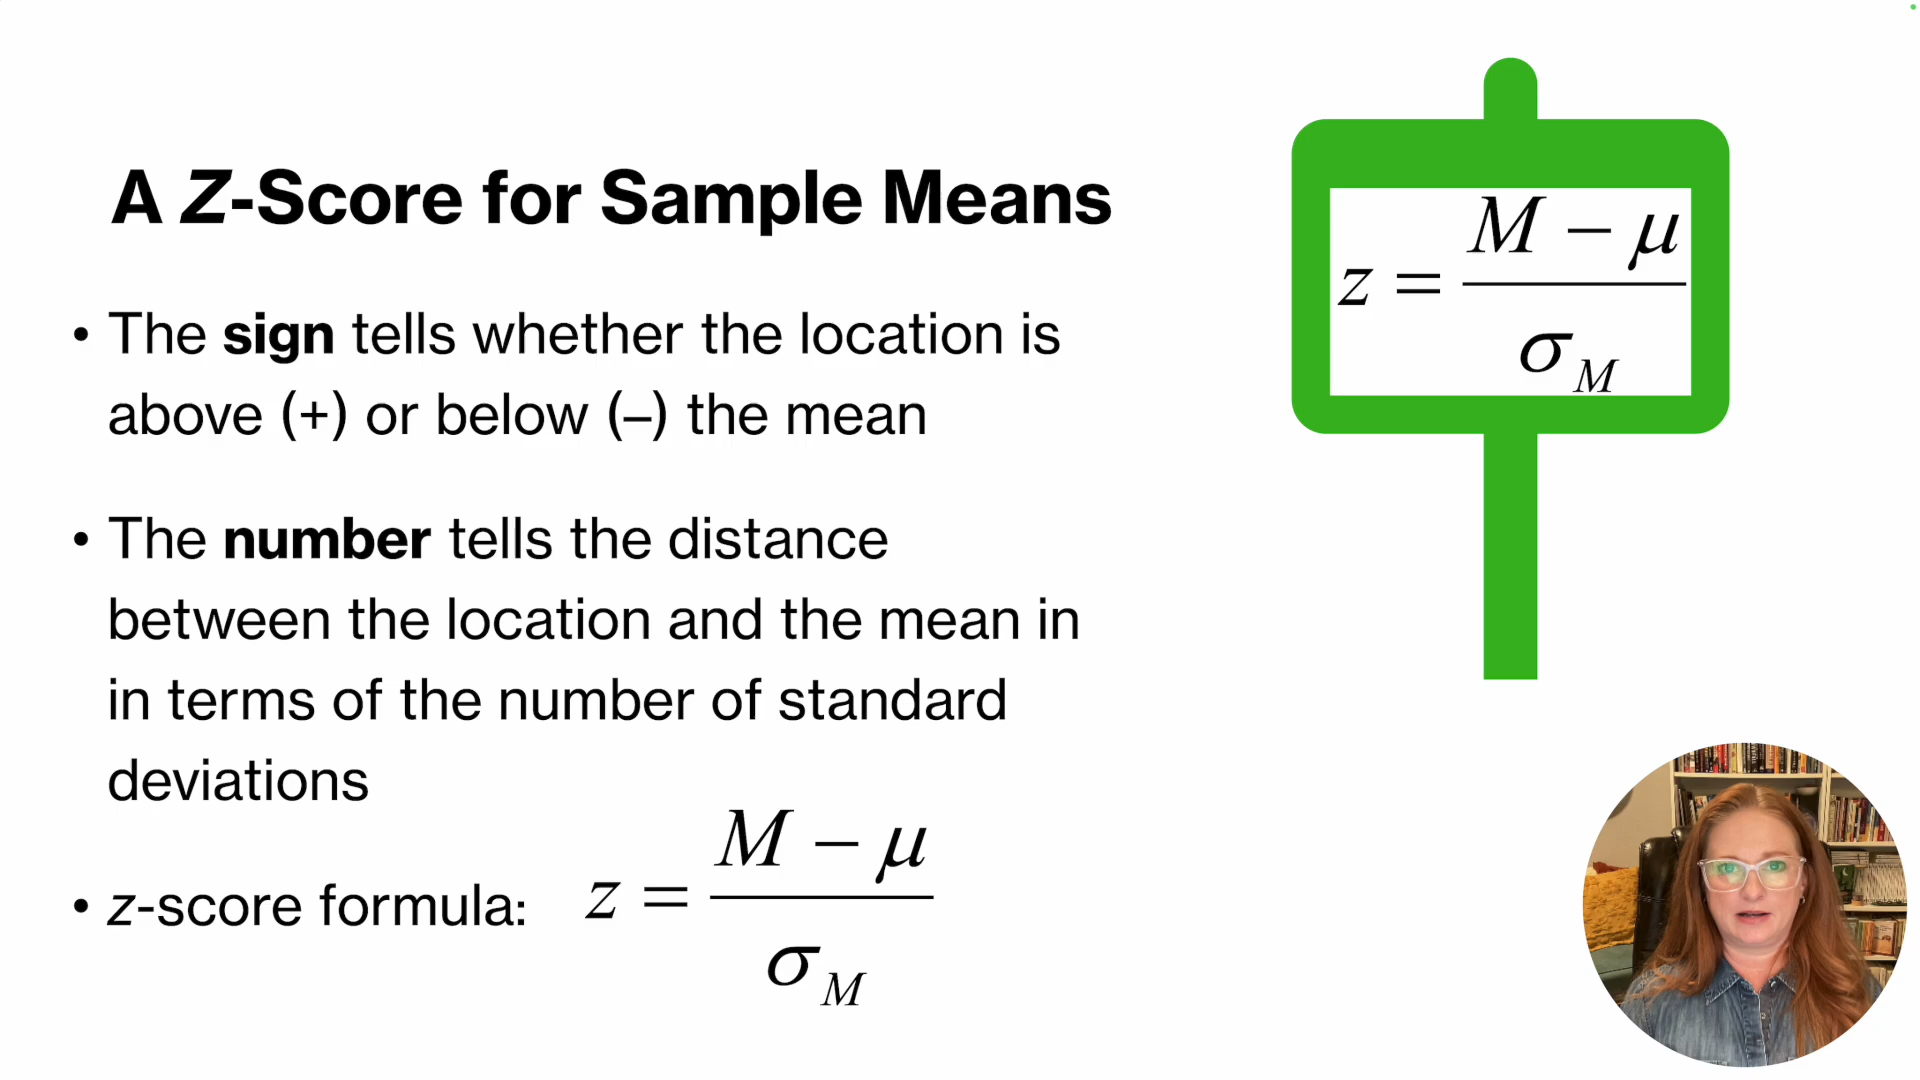 A Z-Score for Sample Means
• The sign tells whether the location is
above (+) or below (–) the mean
• The number tells the distance
between the location and the mean in
in terms of the number of standard
deviations
• z-score formula: z = (M – μ) / σ_M
z = (M – μ) / σ_M